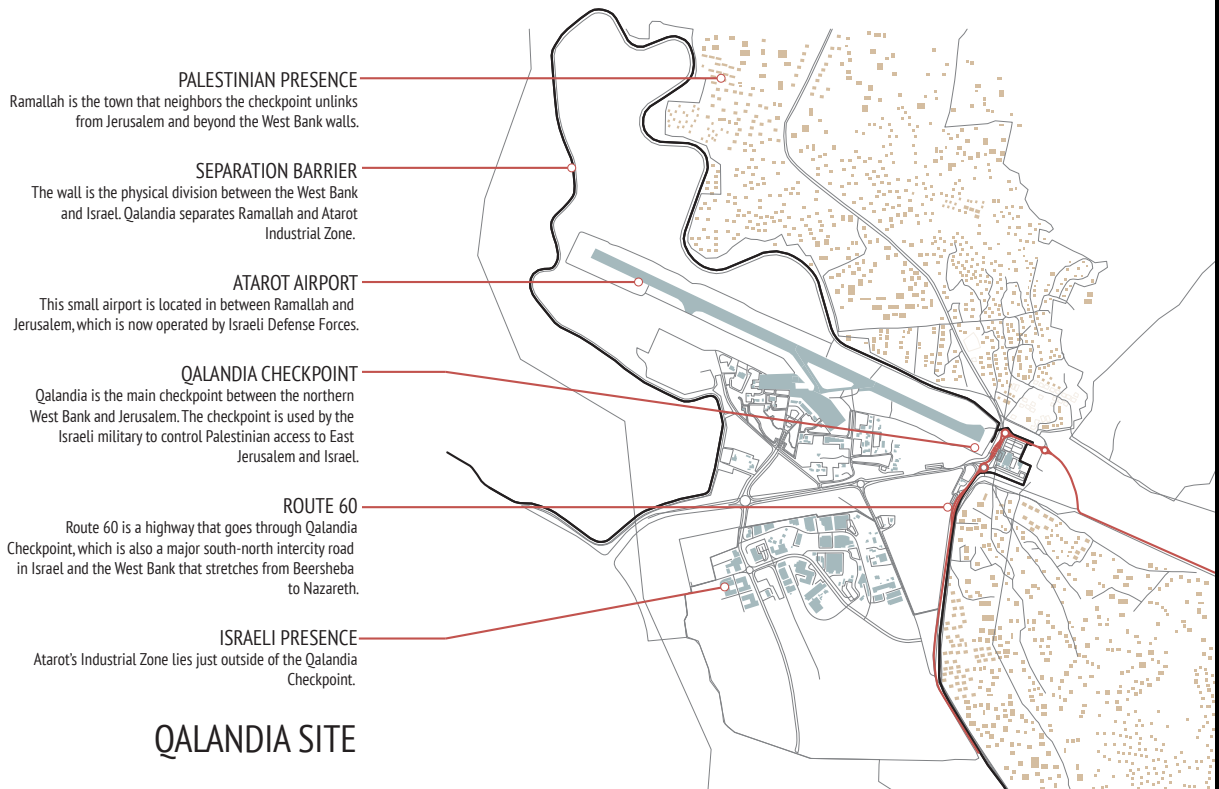 PALESTINIAN PRESENCE
Ramallah is the town that neighbors the checkpoint unlinks
from Jerusalem and beyond the West Bank walls.
SEPARATION BARRIER
The wall is the physical division between the West Bank
and Israel. Qalandia separates Ramallah and Atarot
Industrial Zone.
ATAROT AIRPORT
This small airport is located in between Ramallah and
Jerusalem, which is now operated by Israeli Defense Forces.
QALANDIA CHECKPOINT
Qalandia is the main checkpoint between the northern
West Bank and Jerusalem. The checkpoint is used by the
Israeli military to control Palestinian access to East
Jerusalem and Israel.
ROUTE 60
Route 60 is a highway that goes through Qalandia
Checkpoint, which is also a major south-north intercity road
in Israel and the West Bank that stretches from Beersheba
to Nazareth.
ISRAELI PRESENCE
Atarot's Industrial Zone lies just outside of the Qalandia
Checkpoint.
QALANDIA SITE